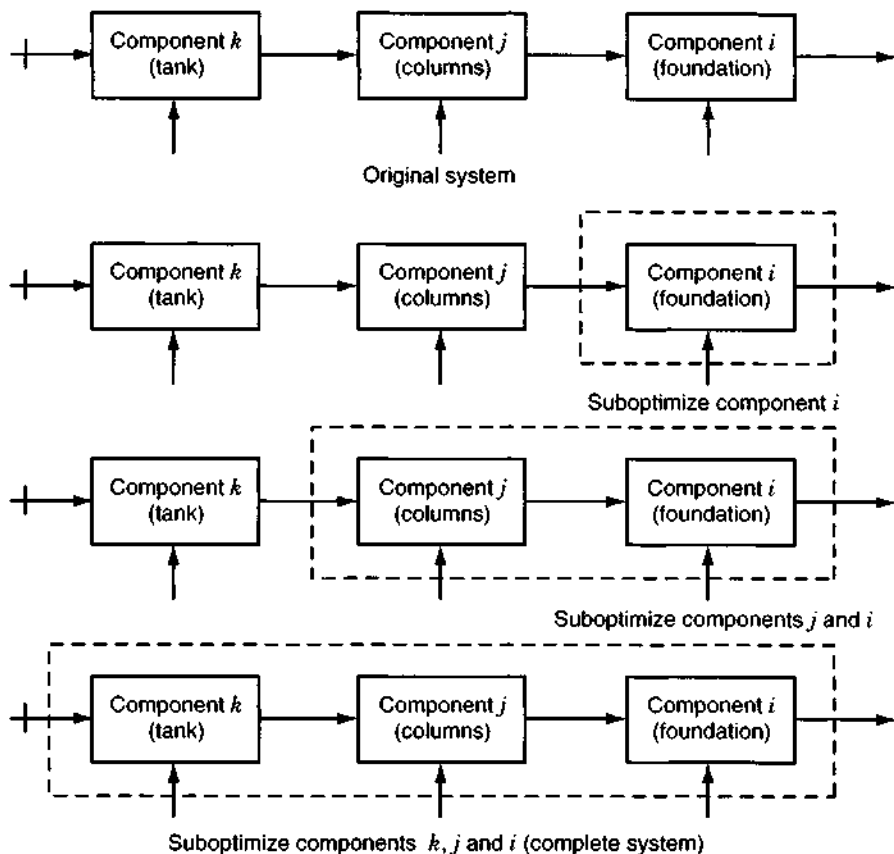 Component k
(tank)
Component j
(columns)
Component i
(foundation)
Original system
Component k
(tank)
Component j
(columns)
Component i
(foundation)
Suboptimize component i
Component k
(tank)
Component j
(columns)
Component i
(foundation)
Suboptimize components j and i
Component k
(tank)
Component j
(columns)
Component i
(foundation)
Suboptimize components k, j and i (complete system)